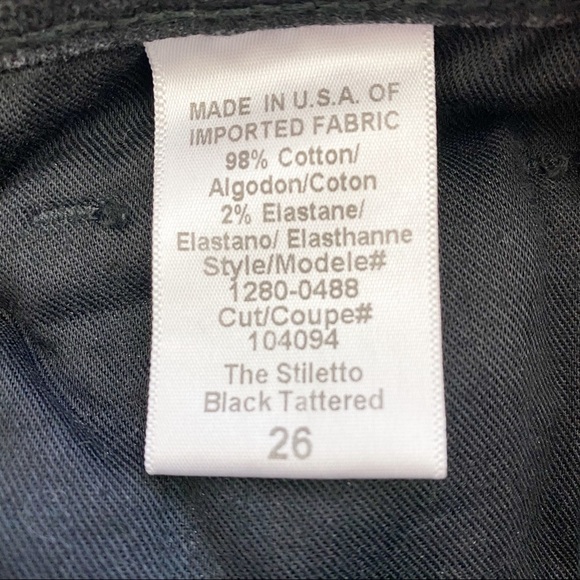 MADE IN U.S.A. OF
IMPORTED FABRIC
98% Cotton/
Algodon/Coton
2% Elastane/
Elastano/ Elasthanne
Style/Modele#
1280-0488
Cut/Coupe#
104094
The Stiletto
Black Tattered
26